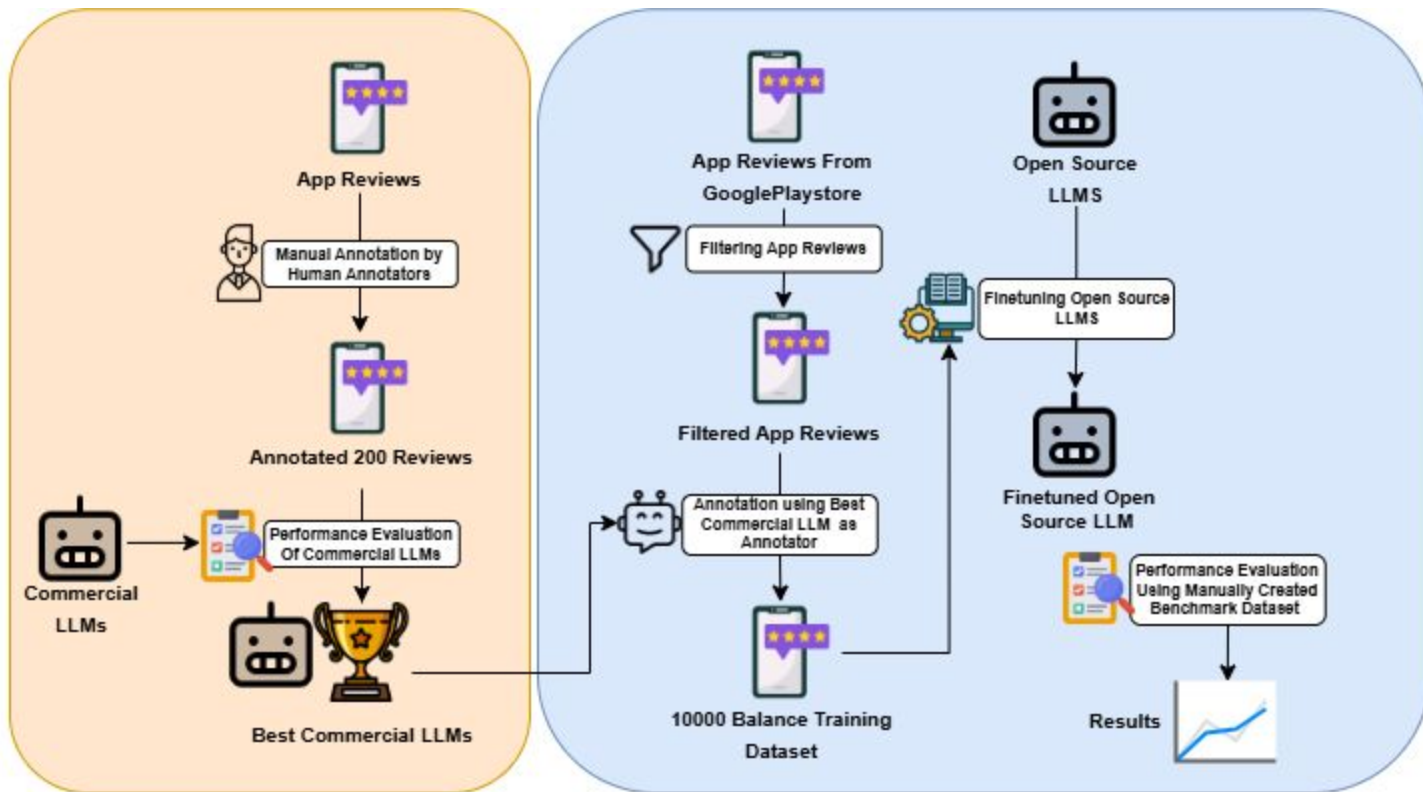 App Reviews
Manual Annotation by
Human Annotators
Annotated 200 Reviews
Performance Evaluation
Of Commercial LLMs
Commercial
LLMs
Best Commercial LLMs
App Reviews From
GooglePlaystore
Filtering App Reviews
Filtered App Reviews
Annotation using Best
Commercial LLM as
Annotator
10000 Balance Training
Dataset
Open Source
LLMS
Finetuning Open Source
LLMS
Finetuned Open
Source LLM
Performance Evaluation
Using Manually Created
Benchmark Dataset
Results